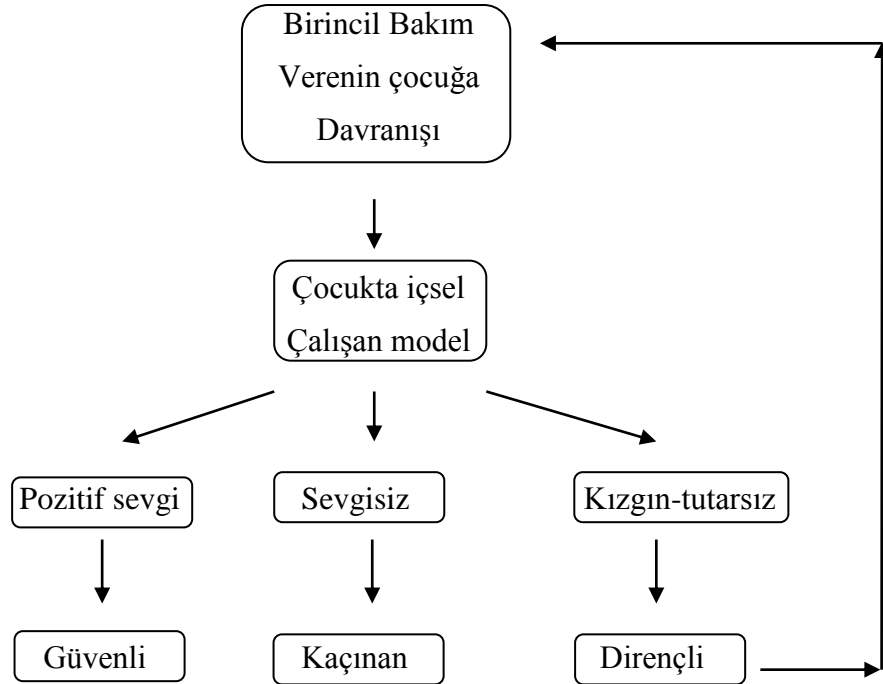 Birincil Bakım
Verenin çocuğa
Davranışı
Çocukta içsel
Çalışan model
Pozitif sevgi
Sevgisiz
Kızgın-tutarsız
Güvenli
Kaçınan
Dirençli